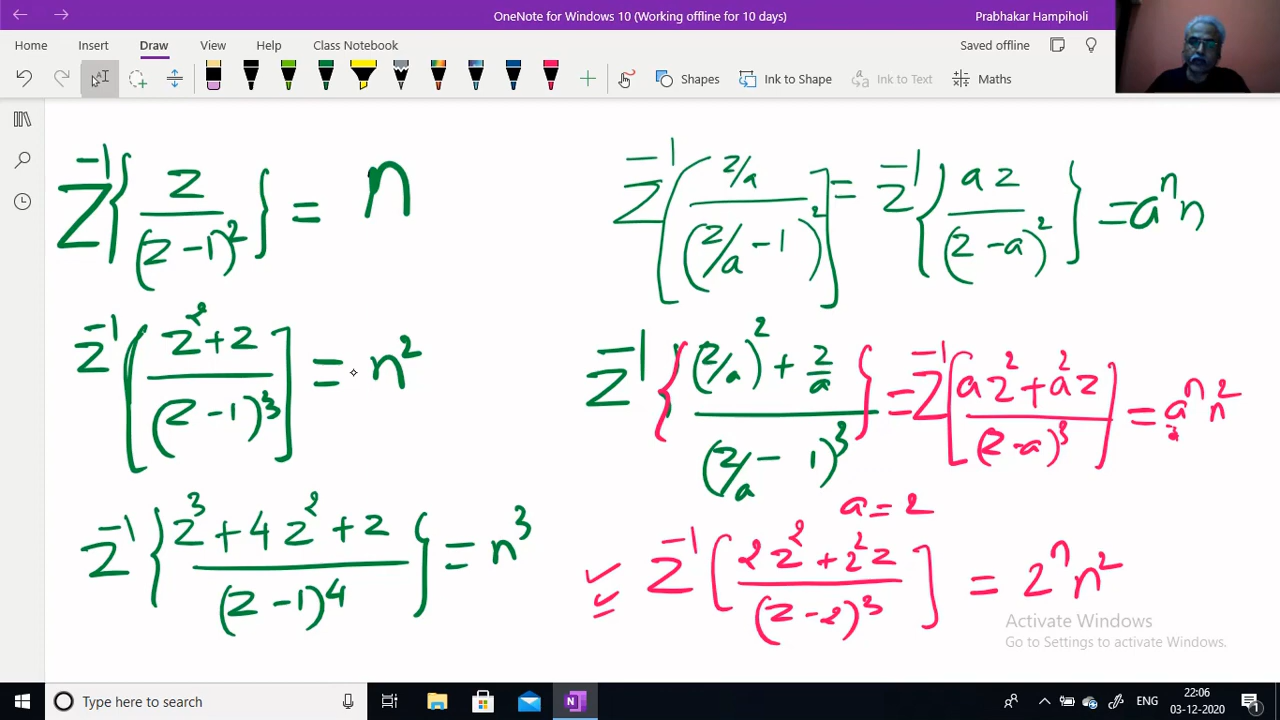 OneNote for Windows 10 (Working offline for 10 days)
Prabhakar Hampiholi
Home Insert Draw View Help Class Notebook
Saved offline
Shapes Ink to Shape Ink to Text Maths
Z⁻¹{z/(z-1)²} = n
Z⁻¹[(z²+z)/(z-1)³] = n²
Z⁻¹{(z³+4z²+z)/(z-1)⁴} = n³
Z⁻¹[(z/a)/(z/a-1)²] = Z⁻¹{az/(z-a)²} = aⁿn
Z⁻¹{((z/a)²+z/a)/(z/a-1)³} = Z⁻¹[(az²+a²z)/(z-a)³] = aⁿn²
a = 2
✓✓ Z⁻¹[(2z²+2²z)/(z-2)³] = 2ⁿn²
Activate Windows
Go to Settings to activate Windows.
Type here to search
ENG
22:06
03-12-2020
1